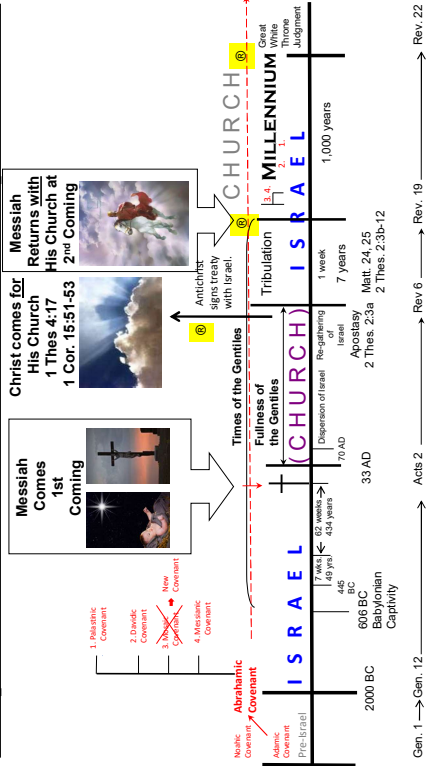 Messiah
Comes
1st
Coming
Christ comes for
His Church
1 Thes 4:17
1 Cor. 15:51-53
Messiah
Returns with
His Church at
2nd Coming
1. Palastinic
Covenant
2. Davidic
Covenant
3. Mosaic
Covenant
New
Covenant
4. Messianic
Covenant
Abrahamic
Covenant
Noahic
Covenant
Adamic
Covenant
Pre-Israel
Times of the Gentiles
Fullness of
the Gentiles
Antichrist
signs treaty
with Israel.
®
®
®
CHURCH
Great
White
Throne
Judgment
MILLENNIUM
3. 4.
2. 1.
Tribulation
ISRAEL
(CHURCH)
ISRAEL
2000 BC
606 BC
Babylonian
Captivity
445
BC
7 wks.
49 yrs.
62 weeks
434 years
33 AD
70 AD
Dispersion of Israel
Re-gathering
of
Israel
Apostasy
2 Thes. 2:3a
1 week
7 years
Matt. 24, 25
2 Thes. 2:3b-12
1,000 years
Gen. 1
Gen. 12
Acts 2
Rev 6
Rev. 19
Rev. 22